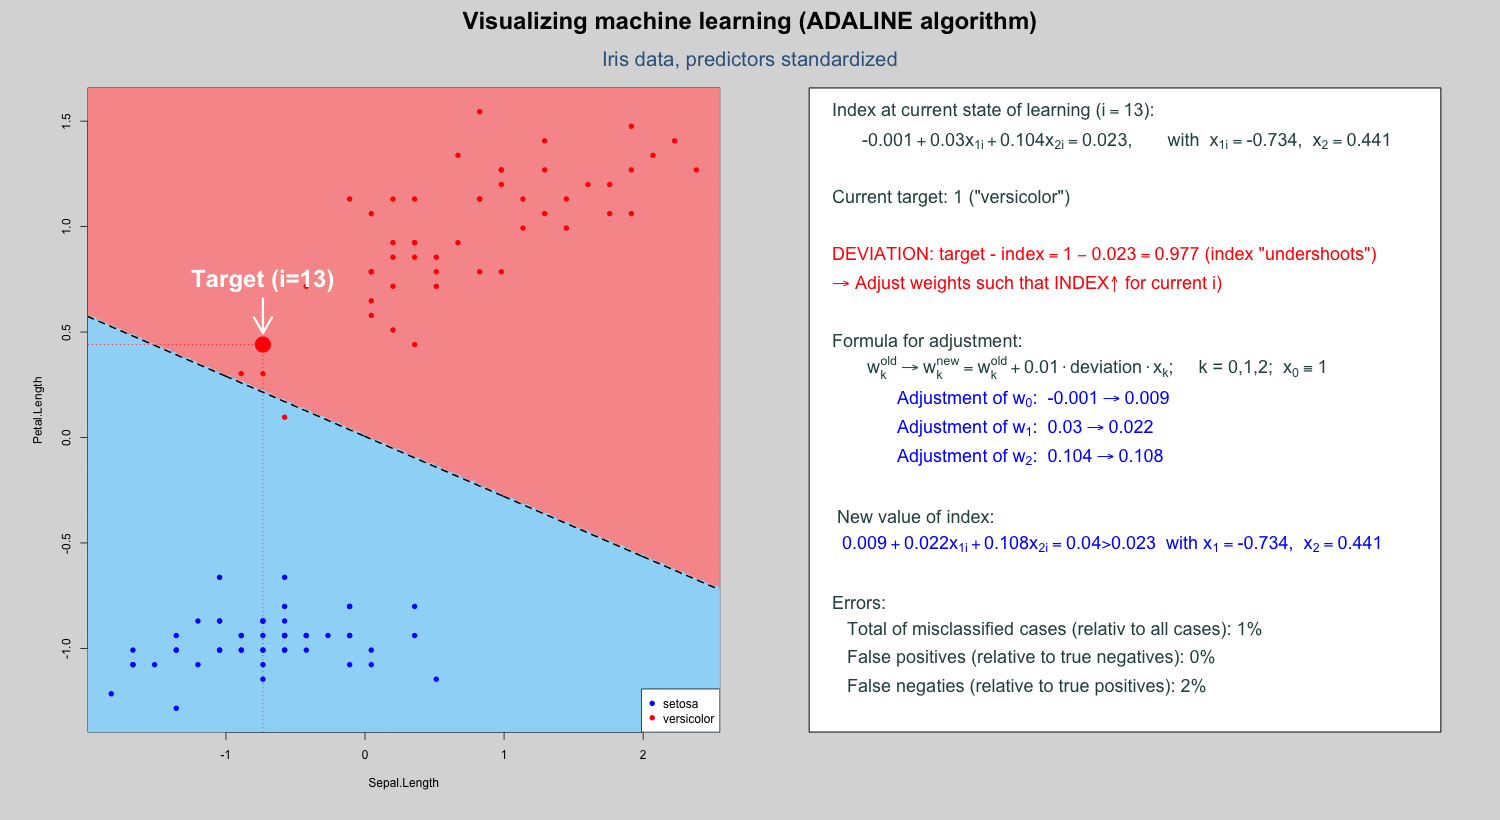 Visualizing machine learning (ADALINE algorithm)
Iris data, predictors standardized
1.5
1.0
0.5
0.0
-0.5
-1.0
Petal.Length
Target (i=13)
setosa
versicolor
-1
0
1
2
Sepal.Length
Index at current state of learning (i = 13):
-0.001 + 0.03x1i + 0.104x2i = 0.023, with x1i = -0.734, x2 = 0.441
Current target: 1 ("versicolor")
DEVIATION: target - index = 1 − 0.023 = 0.977 (index "undershoots")
→ Adjust weights such that INDEX↑ for current i)
Formula for adjustment:
wk^old → wk^new = wk^old + 0.01 · deviation · xk; k = 0,1,2; x0 ≡ 1
Adjustment of w0: -0.001 → 0.009
Adjustment of w1: 0.03 → 0.022
Adjustment of w2: 0.104 → 0.108
New value of index:
0.009 + 0.022x1i + 0.108x2i = 0.04>0.023 with x1 = -0.734, x2 = 0.441
Errors:
Total of misclassified cases (relativ to all cases): 1%
False positives (relative to true negatives): 0%
False negaties (relative to true positives): 2%